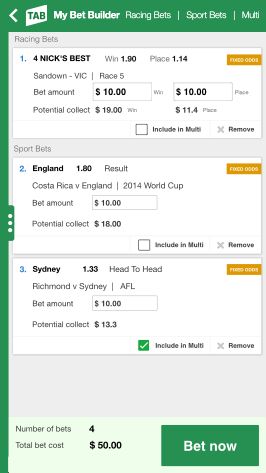 TAB My Bet Builder Racing Bets | Sport Bets | Multi
Racing Bets
1. 4 NICK'S BEST Win 1.90 Place 1.14 FIXED ODDS
Sandown - VIC | Race 5
Bet amount $ 10.00 Win $ 10.00 Place
Potential collect $ 19.00 Win $ 11.4 Place
Include in Multi Remove
Sport Bets
2. England 1.80 Result FIXED ODDS
Costa Rica v England | 2014 World Cup
Bet amount $ 10.00
Potential collect $ 18.00
Include in Multi Remove
3. Sydney 1.33 Head To Head FIXED ODDS
Richmond v Sydney | AFL
Bet amount $ 10.00
Potential collect $ 13.3
Include in Multi Remove
Number of bets 4
Total bet cost $ 50.00
Bet now